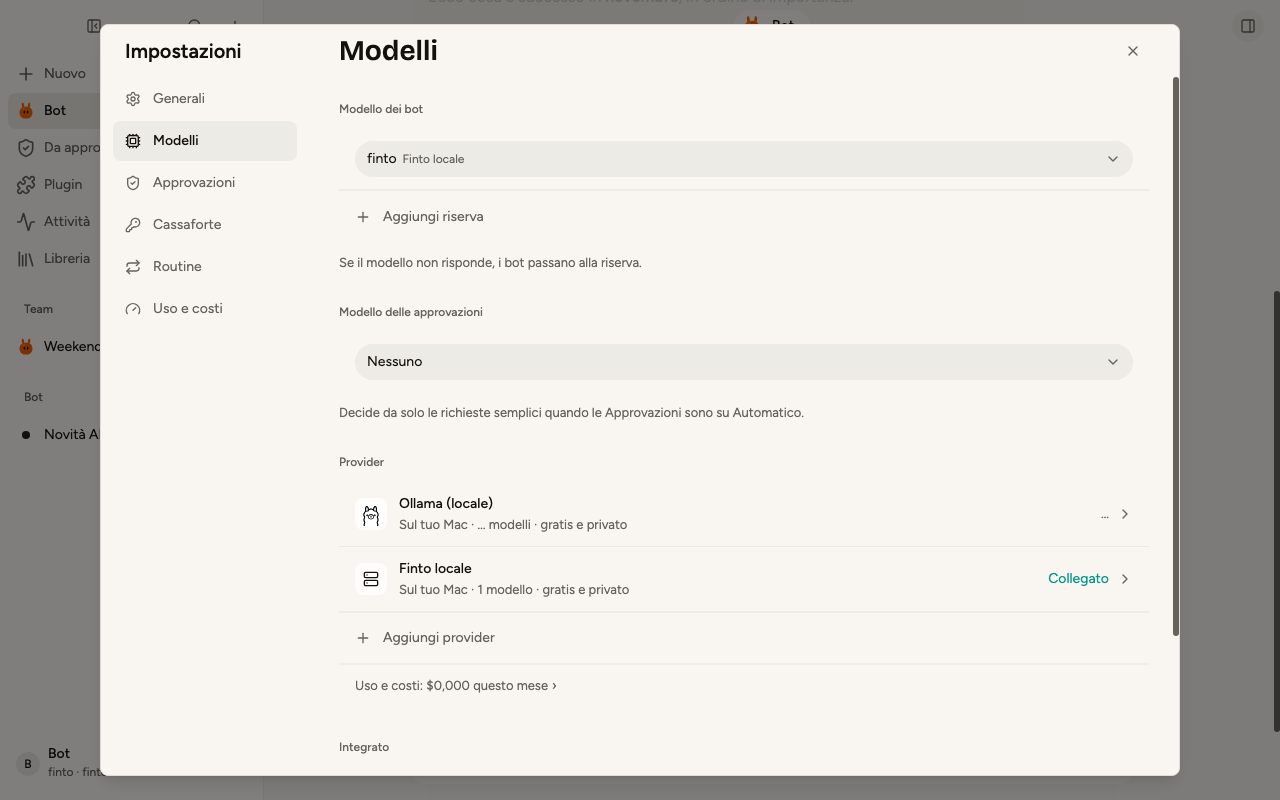 Impostazioni
Modelli
Nuovo
Bot
Da appro
Plugin
Attività
Libreria
Team
Weekend
Bot
Novità A
Bot
B
finto · finto
Generali
Modelli
Approvazioni
Cassaforte
Routine
Uso e costi
Modello dei bot
finto Finto locale
Aggiungi riserva
Se il modello non risponde, i bot passano alla riserva.
Modello delle approvazioni
Nessuno
Decide da solo le richieste semplici quando le Approvazioni sono su Automatico.
Provider
Ollama (locale)
Sul tuo Mac · … modelli · gratis e privato
…
Finto locale
Sul tuo Mac · 1 modello · gratis e privato
Collegato
Aggiungi provider
Uso e costi: $0,000 questo mese ›
Integrato